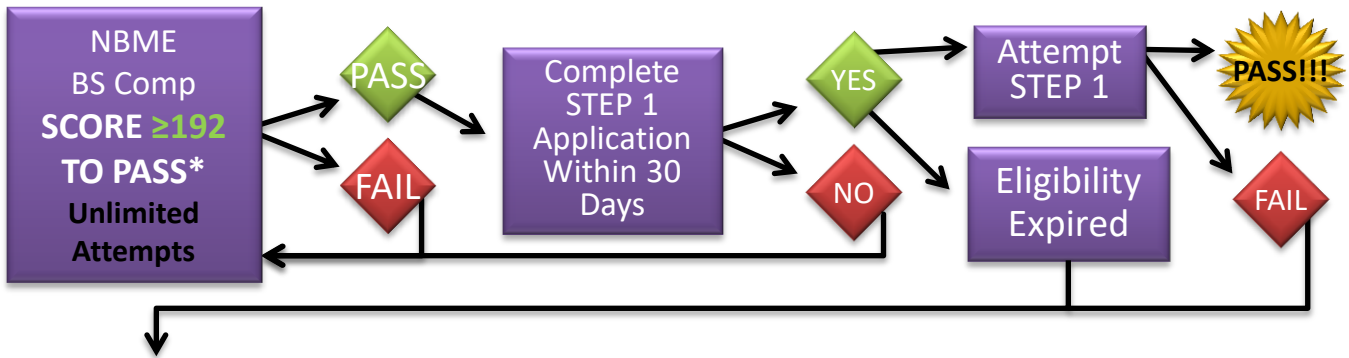 NBME
BS Comp
SCORE ≥192
TO PASS*
Unlimited
Attempts
PASS
FAIL
Complete
STEP 1
Application
Within 30
Days
YES
NO
Attempt
STEP 1
Eligibility
Expired
PASS!!!
FAIL